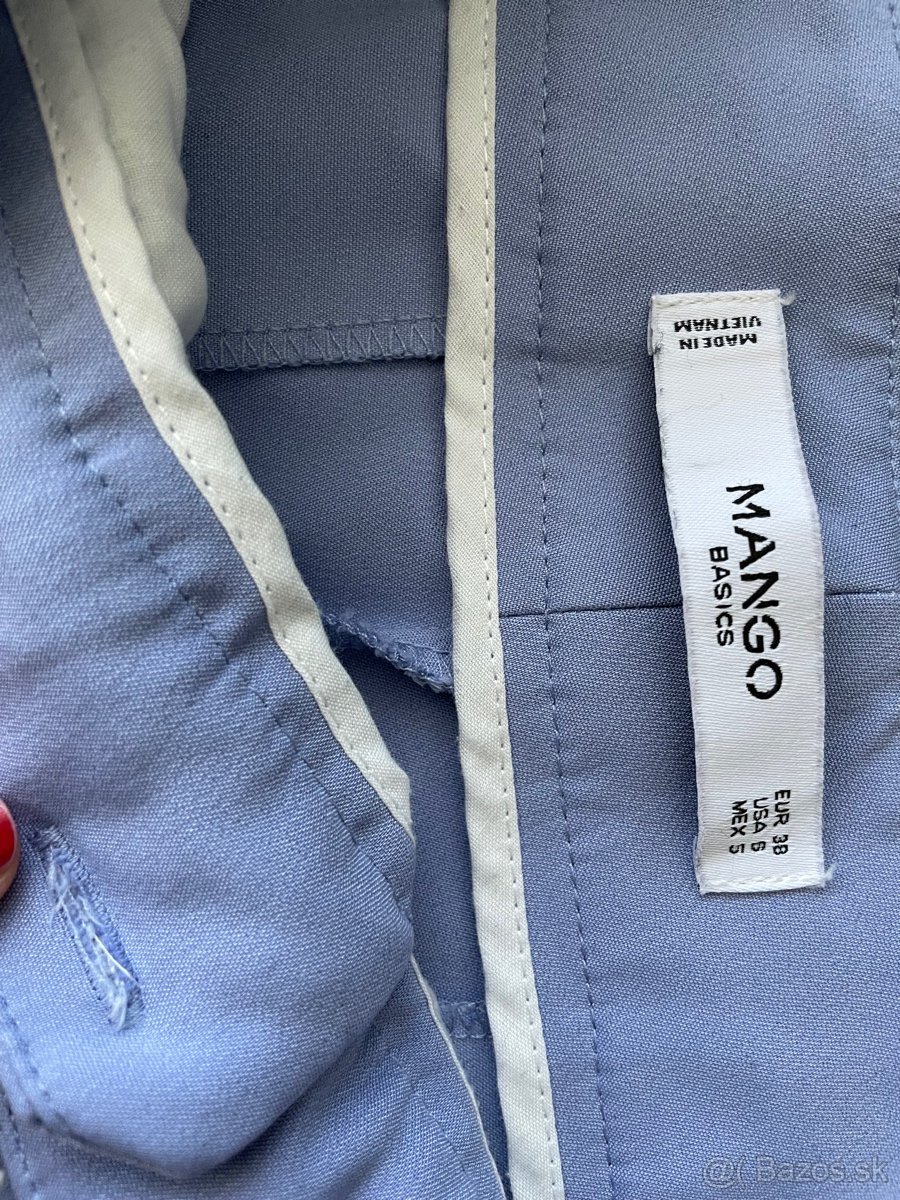 MADE IN
VIETNAM
MANGO
BASICS
EUR 38
USA 6
MEX 5
@( Bazos.sk